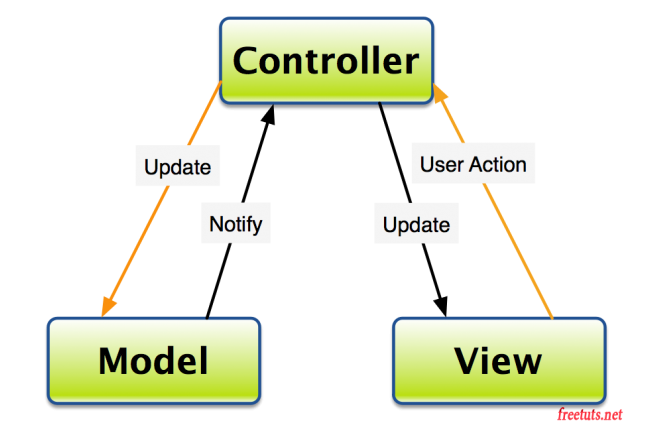 Controller
Update
User Action
Notify
Update
Model
View
freetuts.net